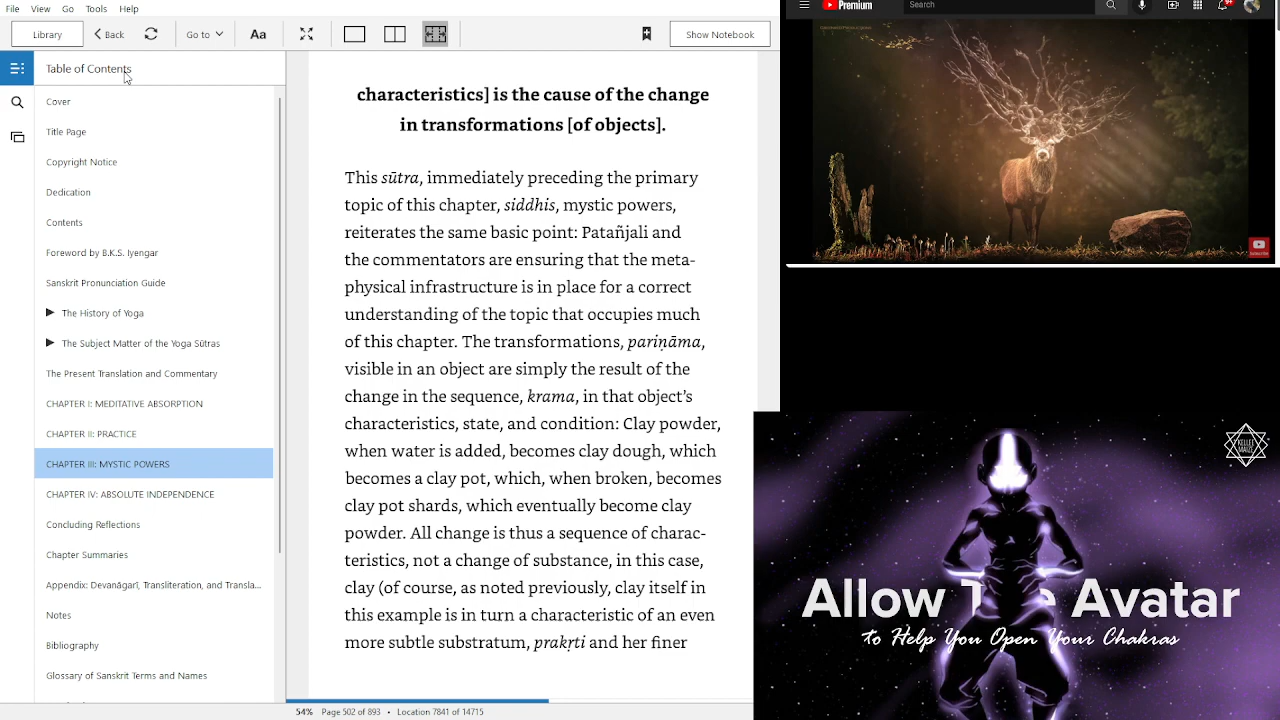 File View Go Tools Help
Library Back Go to Aa Show Notebook
Table of Contents
Cover
Title Page
Copyright Notice
Dedication
Contents
Foreword by B.K.S. Iyengar
Sanskrit Pronunciation Guide
The History of Yoga
The Subject Matter of the Yoga Sūtras
The Present Translation and Commentary
CHAPTER I: MEDITATIVE ABSORPTION
CHAPTER II: PRACTICE
CHAPTER III: MYSTIC POWERS
CHAPTER IV: ABSOLUTE INDEPENDENCE
Concluding Reflections
Chapter Summaries
Appendix: Devanāgarī, Transliteration, and Transla...
Notes
Bibliography
Glossary of Sanskrit Terms and Names
characteristics] is the cause of the change
in transformations [of objects].
This sūtra, immediately preceding the primary
topic of this chapter, siddhis, mystic powers,
reiterates the same basic point: Patañjali and
the commentators are ensuring that the meta-
physical infrastructure is in place for a correct
understanding of the topic that occupies much
of this chapter. The transformations, pariṇāma,
visible in an object are simply the result of the
change in the sequence, krama, in that object's
characteristics, state, and condition: Clay powder,
when water is added, becomes clay dough, which
becomes a clay pot, which, when broken, becomes
clay pot shards, which eventually become clay
powder. All change is thus a sequence of charac-
teristics, not a change of substance, in this case,
clay (of course, as noted previously, clay itself in
this example is in turn a characteristic of an even
more subtle substratum, prakṛti and her finer
54% Page 502 of 893 • Location 7841 of 14715
Premium
Search
9+
Subscribe
Allow The Avatar
to Help You Open Your Chakras